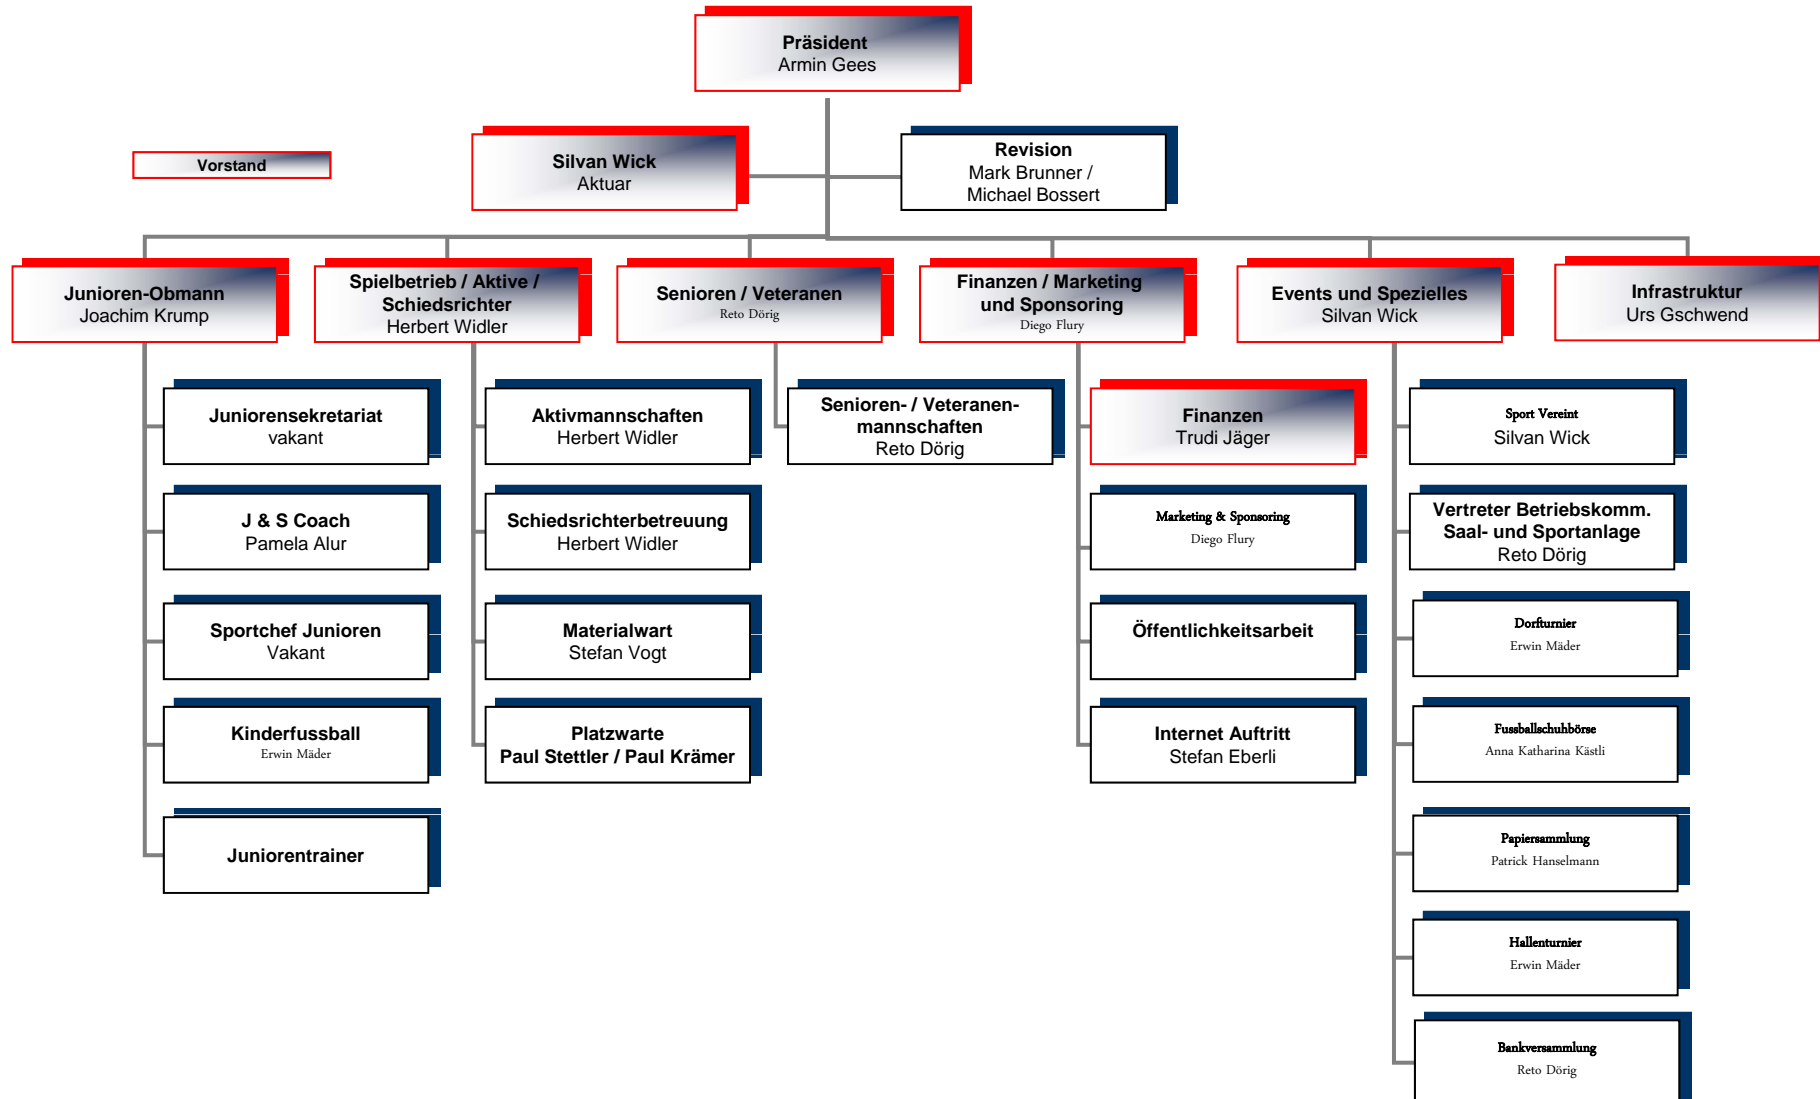 Präsident
Armin Gees
Vorstand
Silvan Wick
Aktuar
Revision
Mark Brunner /
Michael Bossert
Junioren-Obmann
Joachim Krump
Spielbetrieb / Aktive /
Schiedsrichter
Herbert Widler
Senioren / Veteranen
Reto Dörig
Finanzen / Marketing
und Sponsoring
Diego Flury
Events und Spezielles
Silvan Wick
Infrastruktur
Urs Gschwend
Juniorensekretariat
vakant
J & S Coach
Pamela Alur
Sportchef Junioren
Vakant
Kinderfussball
Erwin Mäder
Juniorentrainer
Aktivmannschaften
Herbert Widler
Schiedsrichterbetreuung
Herbert Widler
Materialwart
Stefan Vogt
Platzwarte
Paul Stettler / Paul Krämer
Senioren- / Veteranen-
mannschaften
Reto Dörig
Finanzen
Trudi Jäger
Marketing & Sponsoring
Diego Flury
Öffentlichkeitsarbeit
Internet Auftritt
Stefan Eberli
Sport Vereint
Silvan Wick
Vertreter Betriebskomm.
Saal- und Sportanlage
Reto Dörig
Dorfturnier
Erwin Mäder
Fussballschuhbörse
Anna Katharina Kästli
Papiersammlung
Patrick Hanselmann
Hallenturnier
Erwin Mäder
Bankversammlung
Reto Dörig